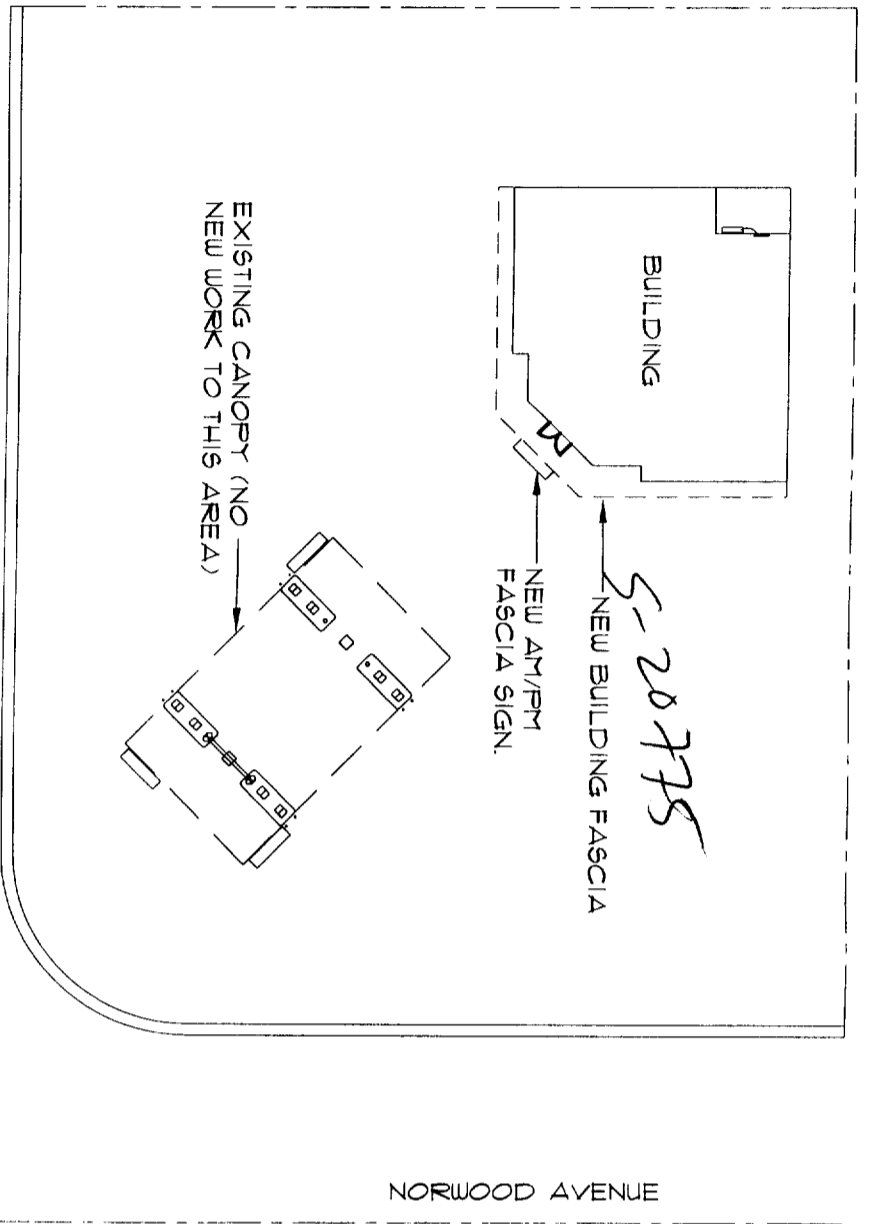 BUILDING
S-20775
NEW BUILDING FASCIA
NEW AM/PM
FASCIA SIGN.
EXISTING CANOPY (NO
NEW WORK TO THIS AREA)
NORWOOD AVENUE